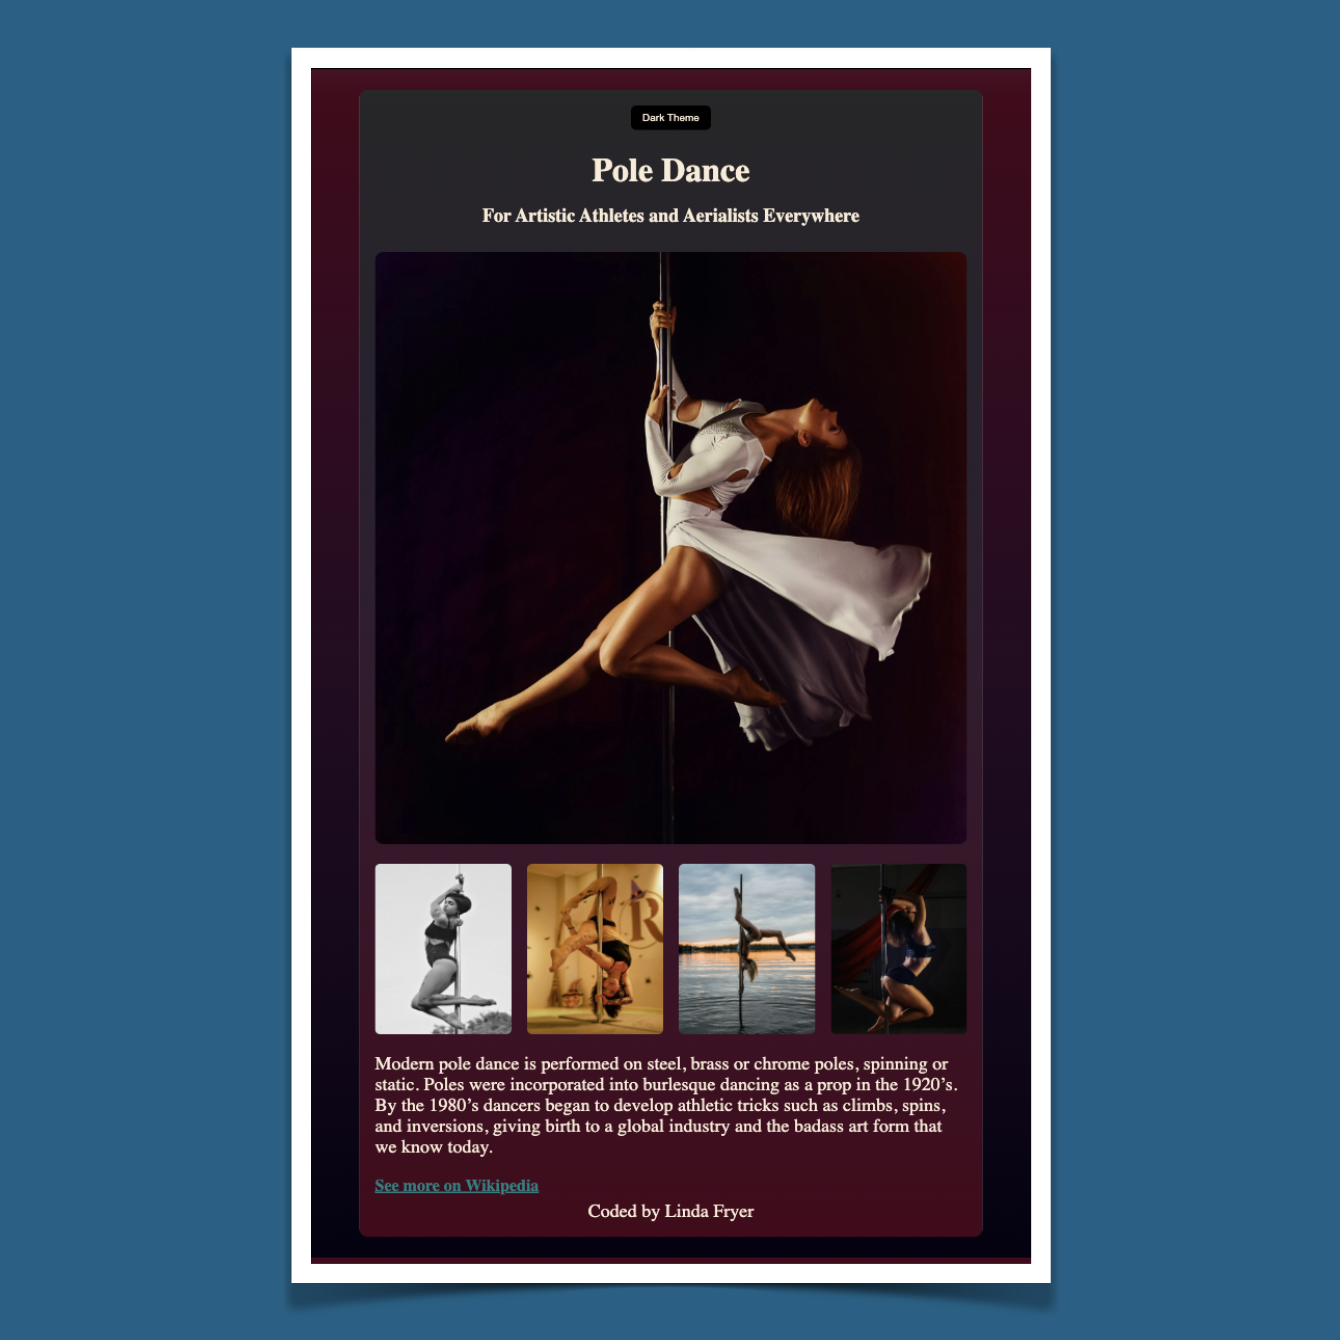 Dark Theme
Pole Dance
For Artistic Athletes and Aerialists Everywhere
R
Modern pole dance is performed on steel, brass or chrome poles, spinning or
static. Poles were incorporated into burlesque dancing as a prop in the 1920’s.
By the 1980’s dancers began to develop athletic tricks such as climbs, spins,
and inversions, giving birth to a global industry and the badass art form that
we know today.
See more on Wikipedia
Coded by Linda Fryer